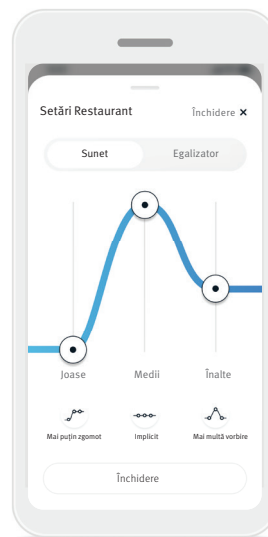 Setări Restaurant
Închidere ×
Sunet
Egalizator
Joase
Medii
Înalte
Mai puțin zgomot
Implicit
Mai multă vorbire
Închidere